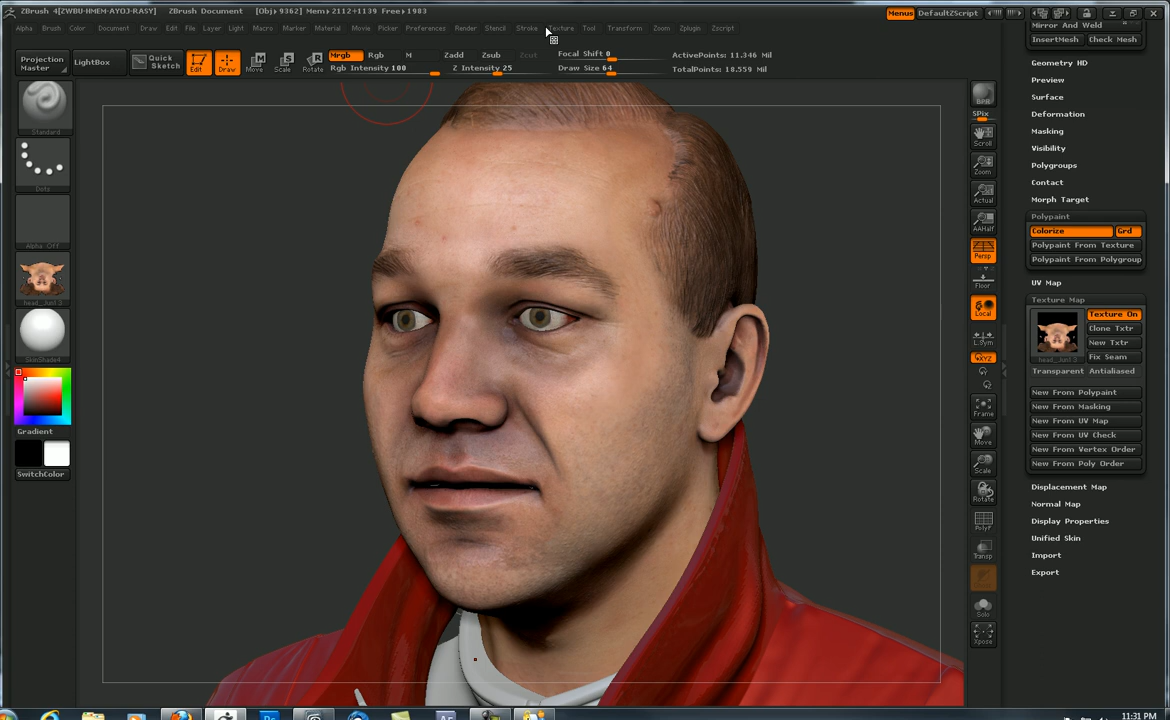 ZBrush 4[ZWBU-NMEM-AYOJ-RASY] ZBrush Document [Obj▸ 9362] Mem▸2112+1139 Free▸1983 Menus DefaultZScript
Alpha Brush Color Document Draw Edit File Layer Light Macro Marker Material Movie Picker Preferences Render Stencil Stroke Texture Tool Transform Zoom Zplugin Zscript
Projection Master
LightBox
Quick Sketch
Edit
Draw
Move
Scale
Rotate
Mrgb Rgb M
Rgb Intensity 100
Zadd Zsub
Z Intensity 25
Focal Shift 0
Draw Size 64
ActivePoints: 11.346 Mil
TotalPoints: 18.559 Mil
Standard
Dots
Alpha Off
SkinShade4
Gradient
SwitchColor
BPR
SPix
Scroll
Zoom
Actual
AAHalf
Persp
Floor
Local
L.Sym
XYZ
Frame
Move
Scale
Rotate
PolyF
Transp
Solo
Xpose
Mirror And Weld
InsertMesh Check Mesh
Geometry HD
Preview
Surface
Deformation
Masking
Visibility
Polygroups
Contact
Morph Target
Polypaint
Colorize Grd
Polypaint From Texture
Polypaint From Polygroup
UV Map
Texture Map
Texture On
Clone Txtr
New Txtr
Fix Seam
Transparent Antialiased
New From Polypaint
New From Masking
New From UV Map
New From UV Check
New From Vertex Order
New From Poly Order
Displacement Map
Normal Map
Display Properties
Unified Skin
Import
Export
11:31 PM